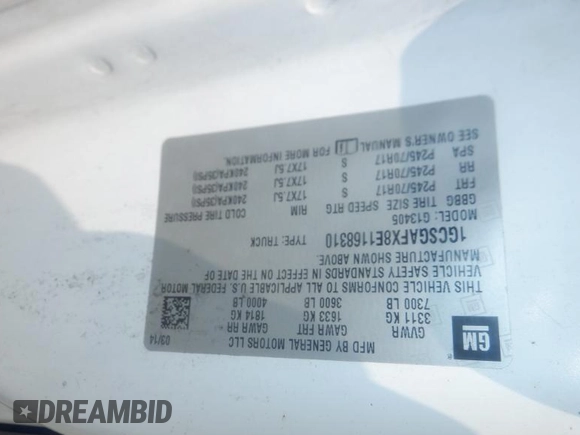 GM
MFD BY GENERAL MOTORS LLC
03/14
GVWR GAWR FRT GAWR RR
3311 KG 1633 KG 1814 KG
7300 LB 3600 LB 4000 LB
THIS VEHICLE CONFORMS TO ALL APPLICABLE U.S. FEDERAL MOTOR
VEHICLE SAFETY STANDARDS IN EFFECT ON THE DATE OF
MANUFACTURE SHOWN ABOVE.
1GCSGAFX8E1168310 TYPE: TRUCK
MODEL: G13405
GBBG TIRE SIZE SPEED RTG RIM COLD TIRE PRESSURE
FRT P245/70R17 S 17X7.5J 240KPA(35PSI)
RR P245/70R17 S 17X7.5J 240KPA(35PSI)
SPA P245/70R17 S 17X7.5J 240KPA(35PSI)
SEE OWNER'S MANUAL FOR MORE INFORMATION.
DREAMBID